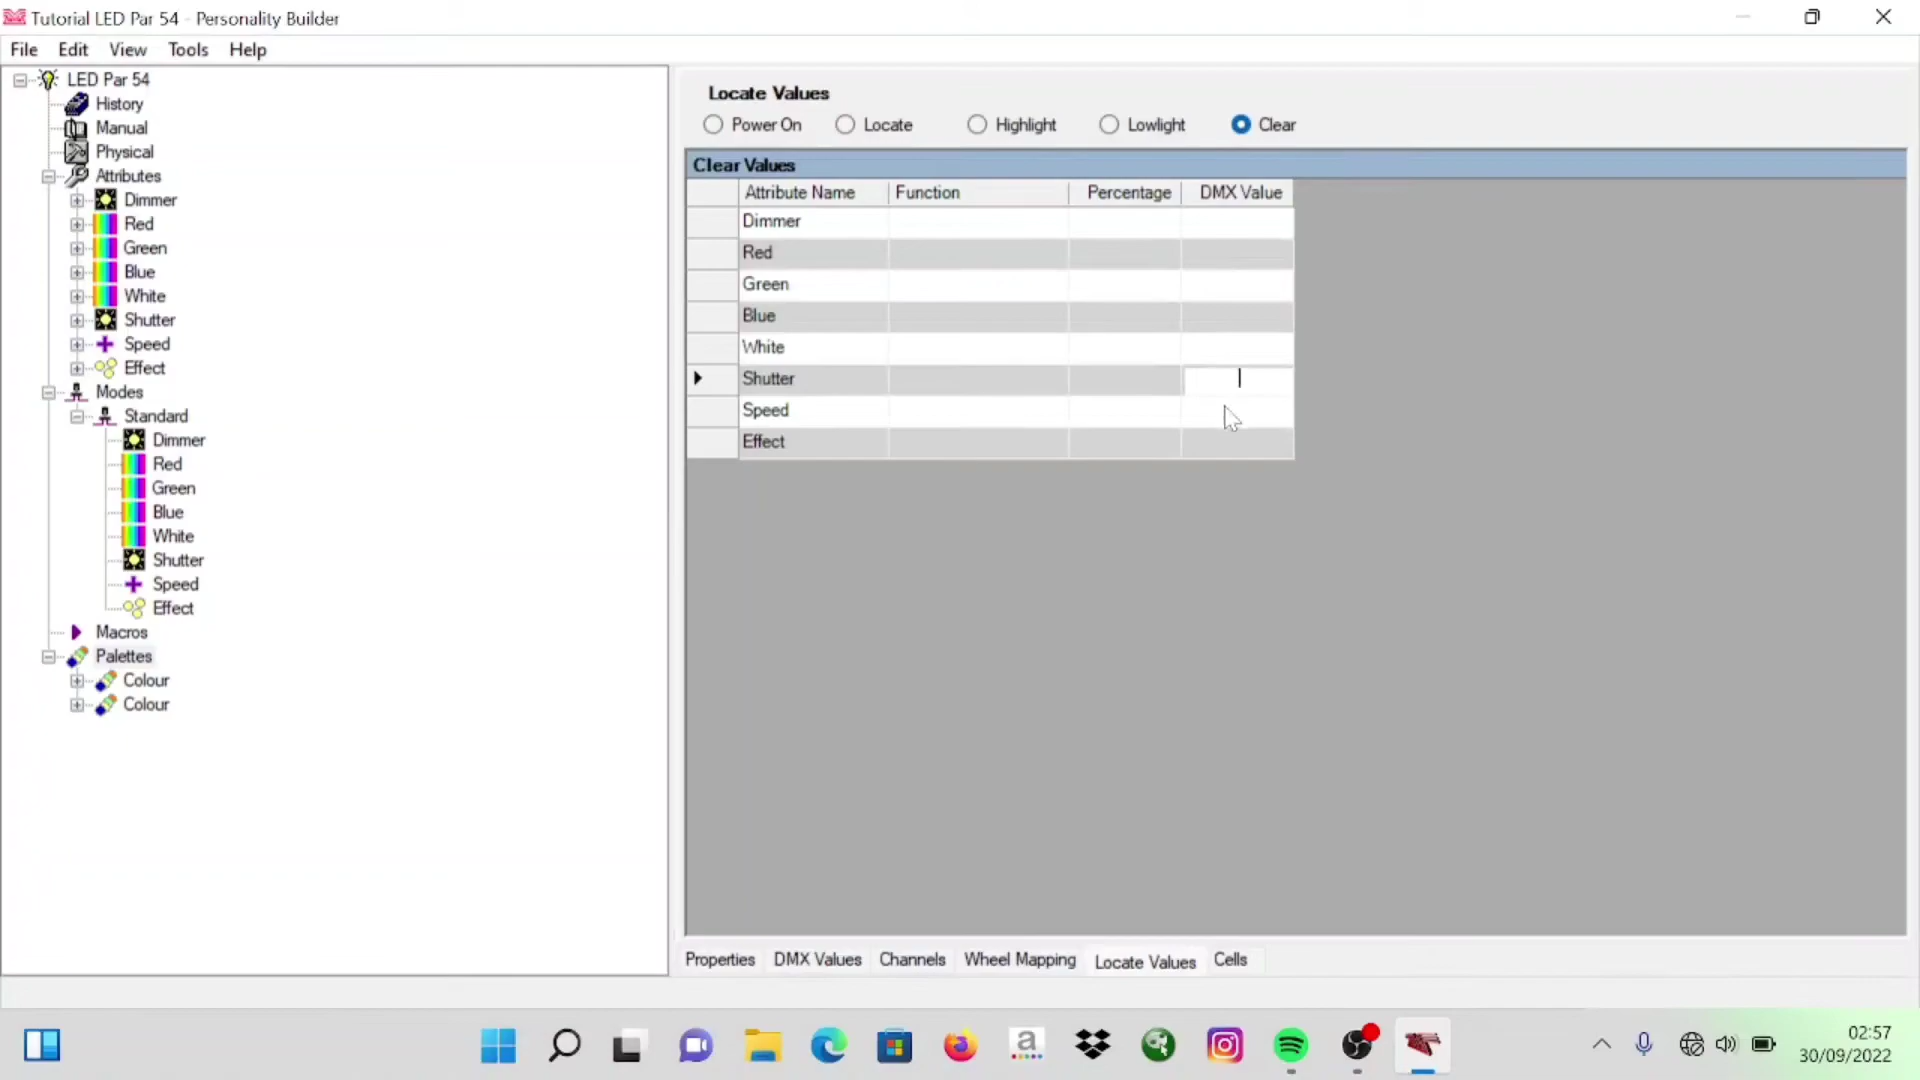 Tutorial LED Par 54 - Personality Builder
File Edit View Tools Help
LED Par 54
History
Manual
Physical
Attributes
Dimmer
Red
Green
Blue
White
Shutter
Speed
Effect
Modes
Standard
Dimmer
Red
Green
Blue
White
Shutter
Speed
Effect
Macros
Palettes
Colour
Colour
Locate Values
Power On Locate Highlight Lowlight Clear
Clear Values
Attribute Name Function Percentage DMX Value
Dimmer
Red
Green
Blue
White
Shutter
Speed
Effect
Properties DMX Values Channels Wheel Mapping Locate Values Cells
a
02:57
30/09/2022